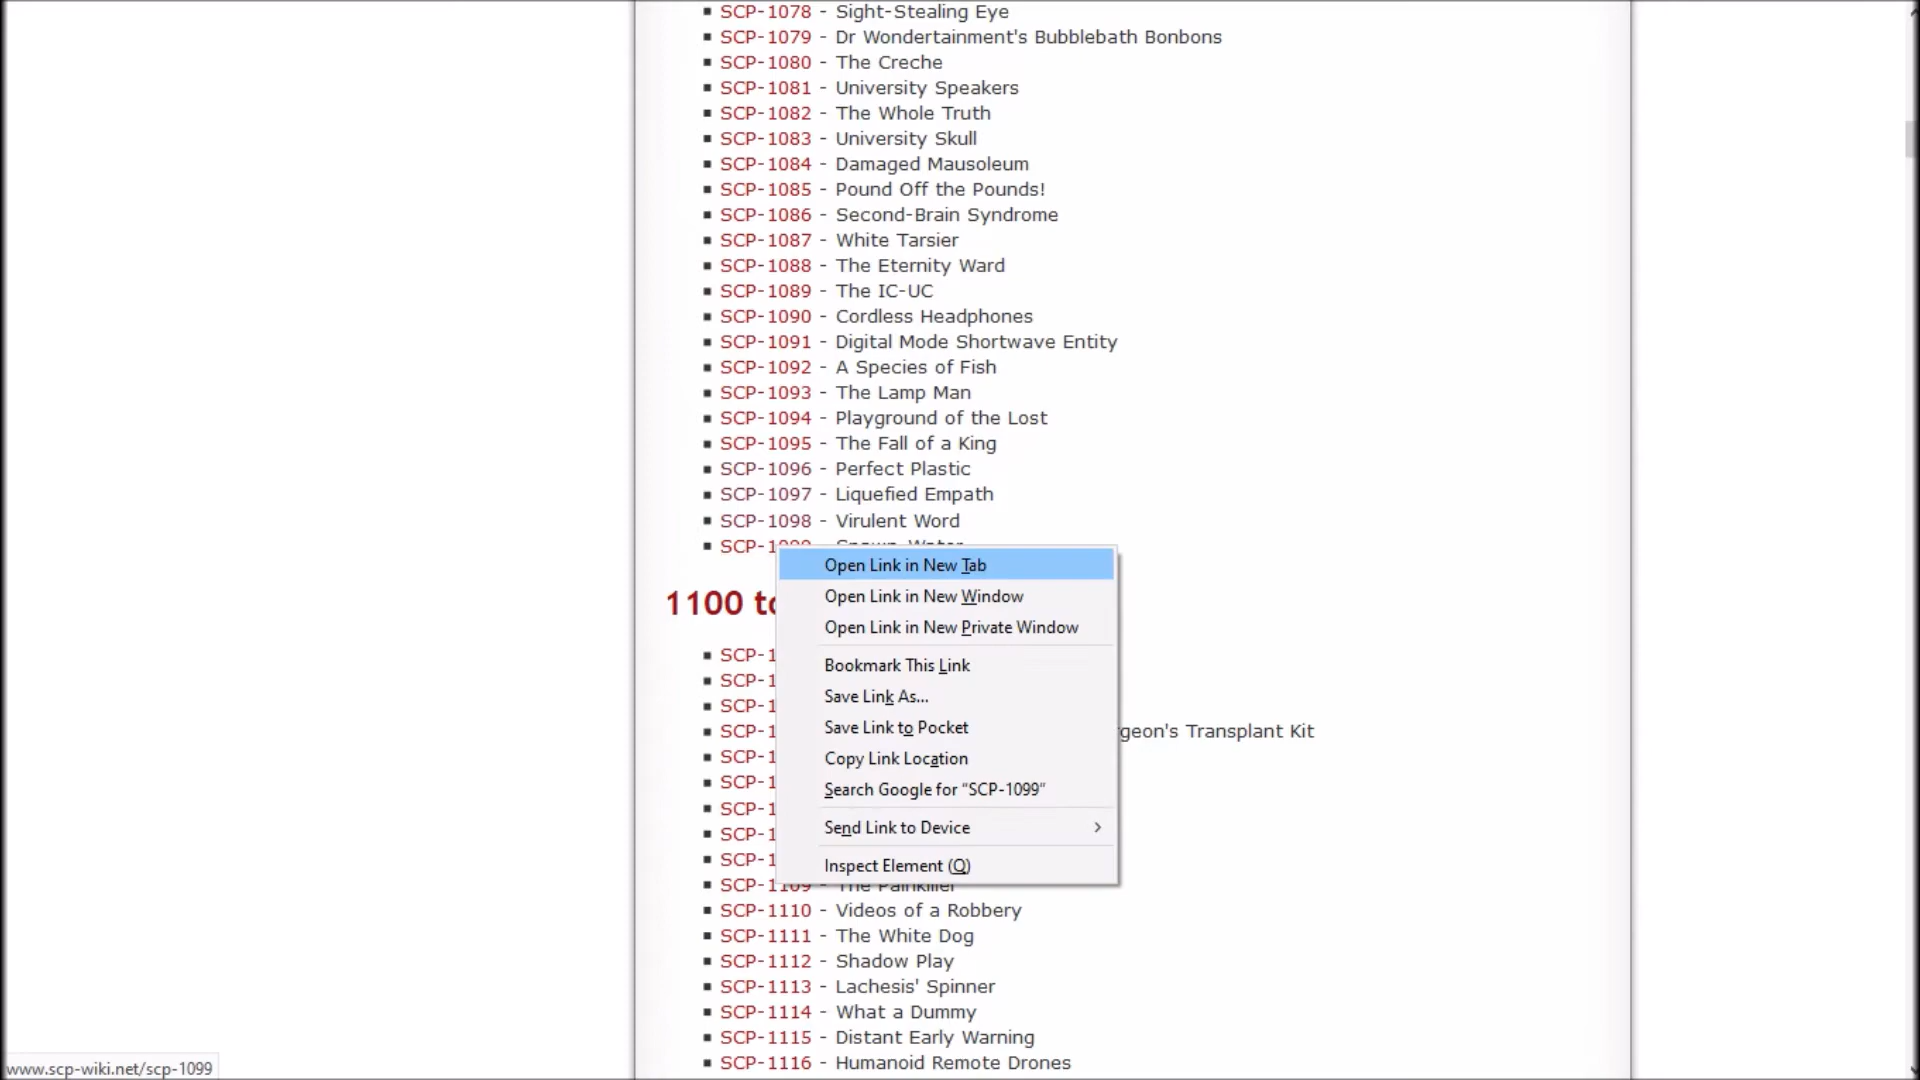 SCP-1078 - Sight-Stealing Eye
SCP-1079 - Dr Wondertainment's Bubblebath Bonbons
SCP-1080 - The Creche
SCP-1081 - University Speakers
SCP-1082 - The Whole Truth
SCP-1083 - University Skull
SCP-1084 - Damaged Mausoleum
SCP-1085 - Pound Off the Pounds!
SCP-1086 - Second-Brain Syndrome
SCP-1087 - White Tarsier
SCP-1088 - The Eternity Ward
SCP-1089 - The IC-UC
SCP-1090 - Cordless Headphones
SCP-1091 - Digital Mode Shortwave Entity
SCP-1092 - A Species of Fish
SCP-1093 - The Lamp Man
SCP-1094 - Playground of the Lost
SCP-1095 - The Fall of a King
SCP-1096 - Perfect Plastic
SCP-1097 - Liquefied Empath
SCP-1098 - Virulent Word
SCP-1099 - Spawn Water
Open Link in New Tab
Open Link in New Window
Open Link in New Private Window
Bookmark This Link
Save Link As...
Save Link to Pocket
Copy Link Location
Search Google for “SCP-1099”
Send Link to Device
Inspect Element (Q)
1100 to
SCP-1
SCP-1
SCP-1
SCP-1 geon's Transplant Kit
SCP-1
SCP-1
SCP-1
SCP-1
SCP-1
SCP-1109 - The Painkiller
SCP-1110 - Videos of a Robbery
SCP-1111 - The White Dog
SCP-1112 - Shadow Play
SCP-1113 - Lachesis' Spinner
SCP-1114 - What a Dummy
SCP-1115 - Distant Early Warning
SCP-1116 - Humanoid Remote Drones
www.scp-wiki.net/scp-1099